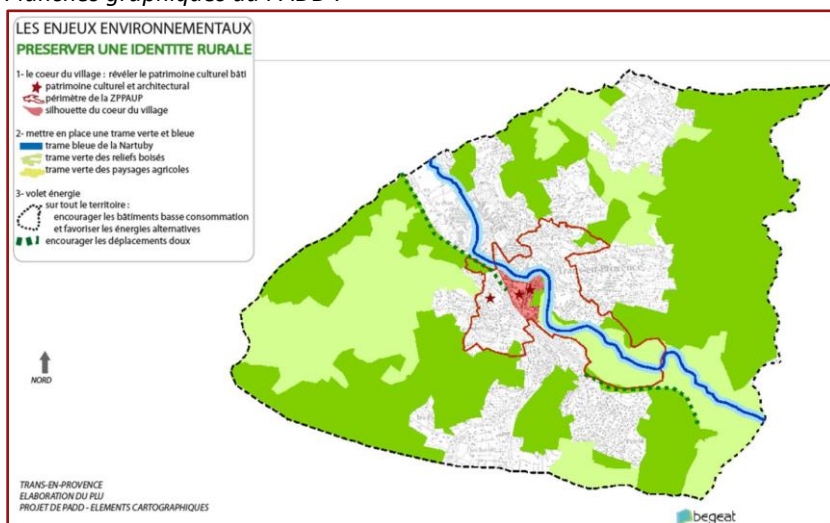 Planches graphiques du PADD :
LES ENJEUX ENVIRONNEMENTAUX
PRESERVER UNE IDENTITE RURALE
1- le coeur du village : révéler le patrimoine culturel bâti
patrimoine culturel et architectural
périmètre de la ZPPAUP
silhouette du coeur du village
2- mettre en place une trame verte et bleue
trame bleue de la Nartuby
trame verte des reliefs boisés
trame verte des paysages agricoles
3- volet énergie
sur tout le territoire :
encourager les bâtiments basse consommation
et favoriser les énergies alternatives
encourager les déplacements doux
NORD
TRANS-EN-PROVENCE
ELABORATION DU PLU
PROJET DE PADD - ELEMENTS CARTOGRAPHIQUES
begeat